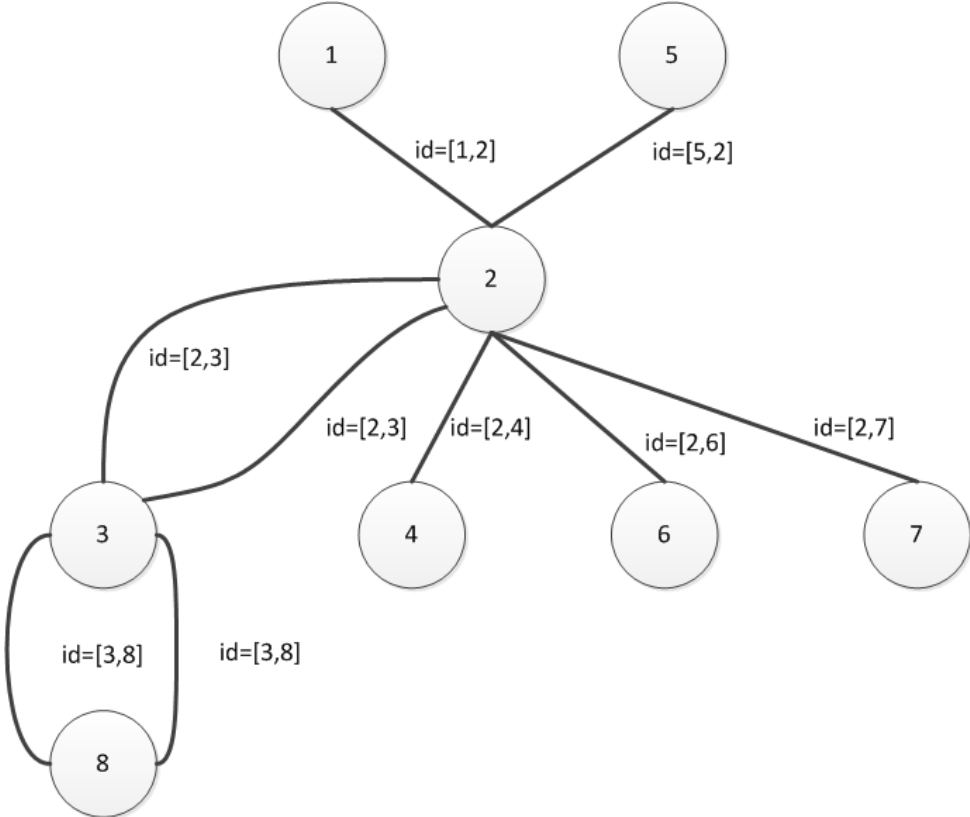 1
5
id=[1,2]
id=[5,2]
2
id=[2,3]
id=[2,3]
id=[2,4]
id=[2,6]
id=[2,7]
3
4
6
7
id=[3,8]
id=[3,8]
8